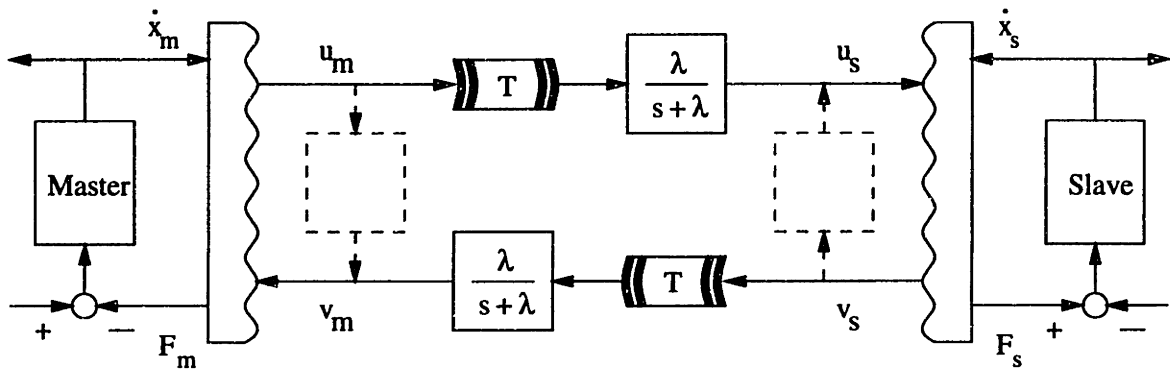 ẋm
um
T
λ
s + λ
us
ẋs
Master
Slave
λ
s + λ
T
vm
vs
+
−
Fm
Fs
+
−